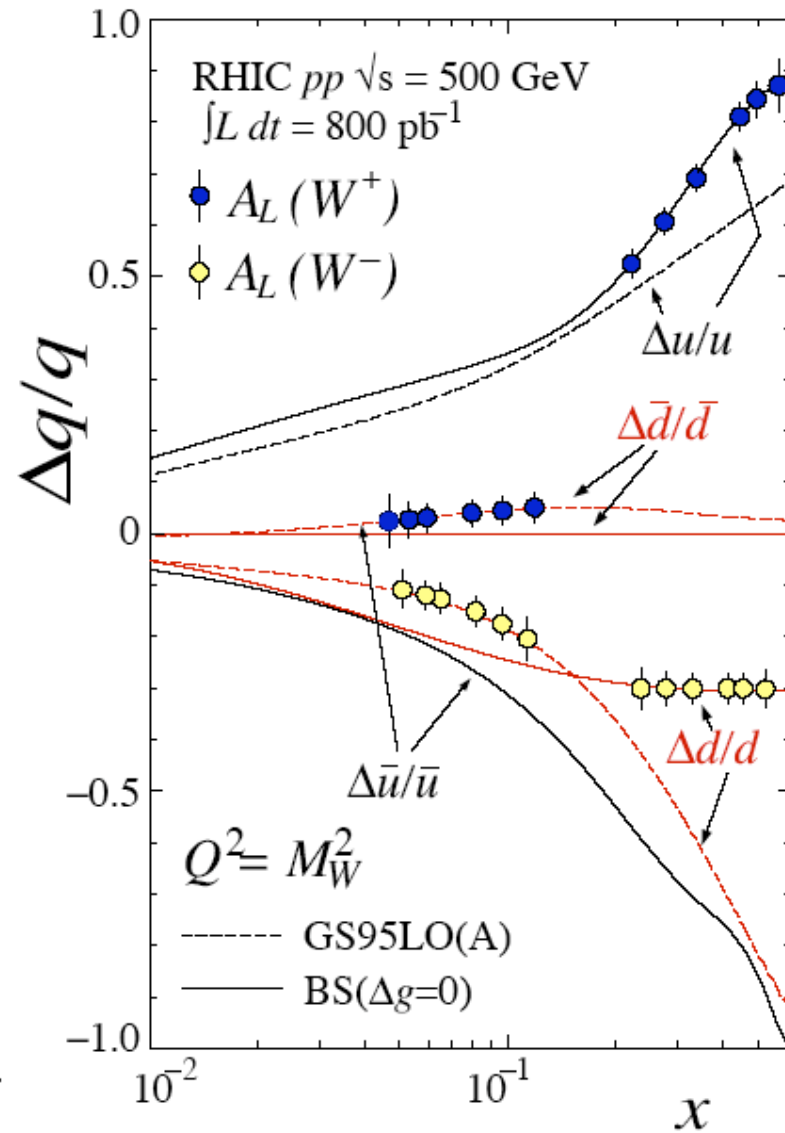 1.0
RHIC pp √s = 500 GeV
∫L dt = 800 pb⁻¹
A_L (W⁺)
A_L (W⁻)
0.5
Δu/u
Δq/q
Δd̄/d̄
0
Δd/d
Δū/ū
−0.5
Q² = M²_W
GS95LO(A)
BS(Δg=0)
−1.0
10⁻² 10⁻¹ x